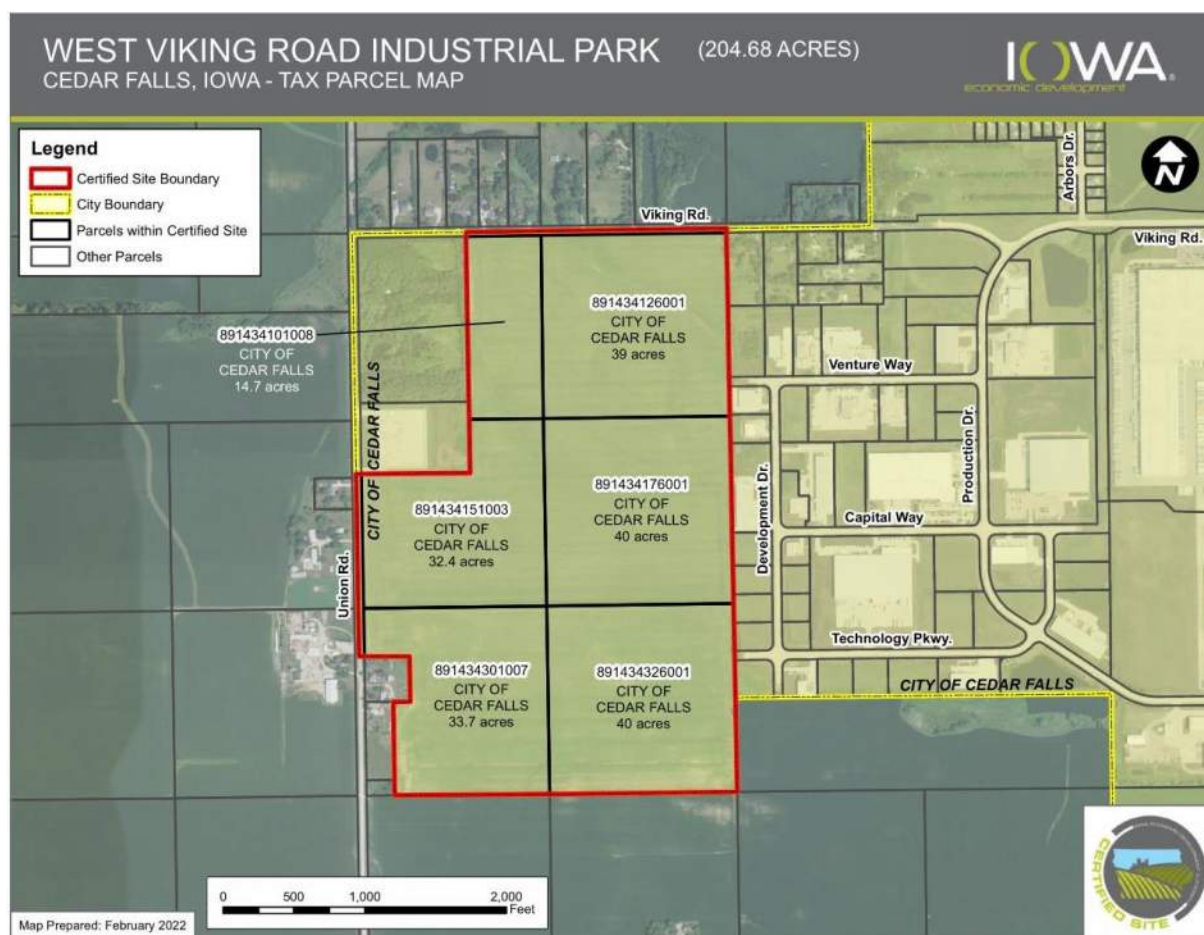 WEST VIKING ROAD INDUSTRIAL PARK (204.68 ACRES)
CEDAR FALLS, IOWA - TAX PARCEL MAP
IOWA
economic development
Legend
Certified Site Boundary
City Boundary
Parcels within Certified Site
Other Parcels
N
Arbors Dr.
Viking Rd.
Viking Rd.
891434101008
CITY OF
CEDAR FALLS
14.7 acres
891434126001
CITY OF
CEDAR FALLS
39 acres
Venture Way
CITY OF CEDAR FALLS
Production Dr.
891434151003
CITY OF
CEDAR FALLS
32.4 acres
891434176001
CITY OF
CEDAR FALLS
40 acres
Development Dr.
Capital Way
Union Rd.
Technology Pkwy.
891434301007
CITY OF
CEDAR FALLS
33.7 acres
891434326001
CITY OF
CEDAR FALLS
40 acres
CITY OF CEDAR FALLS
0 500 1,000 2,000
Feet
Map Prepared: February 2022
CERTIFIED SITE